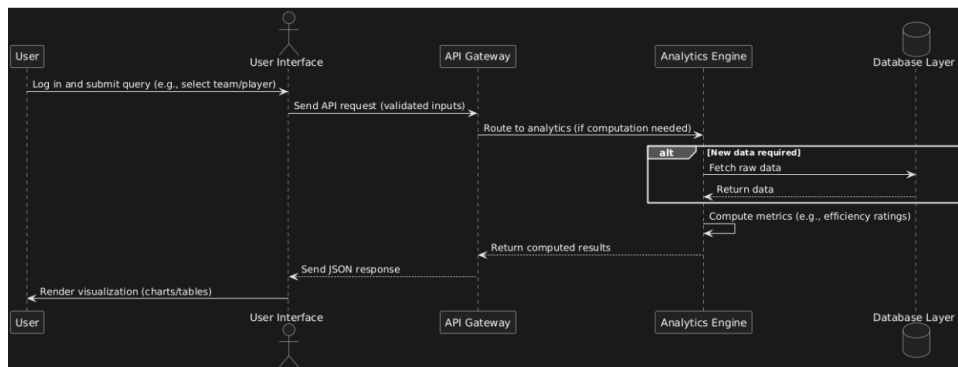 User
User Interface
API Gateway
Analytics Engine
Database Layer
Log in and submit query (e.g., select team/player)
Send API request (validated inputs)
Route to analytics (if computation needed)
alt [New data required]
Fetch raw data
Return data
Compute metrics (e.g., efficiency ratings)
Return computed results
Send JSON response
Render visualization (charts/tables)
User
User Interface
API Gateway
Analytics Engine
Database Layer